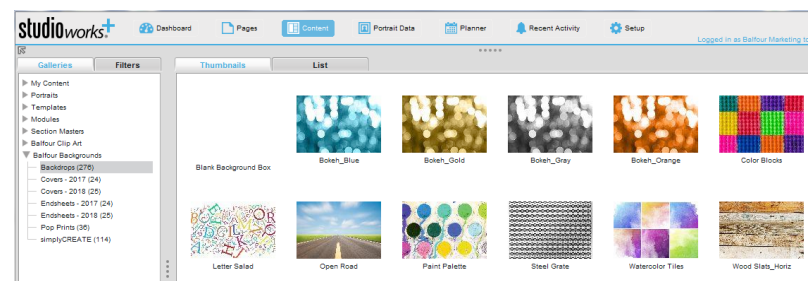 studioworks+
Dashboard Pages Content Portrait Data Planner Recent Activity Setup
Logged in as Balfour Marketing to
Galleries Filters Thumbnails List
My Content
Portraits
Templates
Modules
Section Masters
Balfour Clip Art
Balfour Backgrounds
Backdrops (276)
Covers - 2017 (24)
Covers - 2018 (25)
Endsheets - 2017 (24)
Endsheets - 2018 (25)
Pop Prints (36)
simplyCREATE (114)
Blank Background Box Bokeh_Blue Bokeh_Gold Bokeh_Gray Bokeh_Orange Color Blocks
Letter Salad Open Road Paint Palette Steel Grate Watercolor Tiles Wood Slats_Horiz